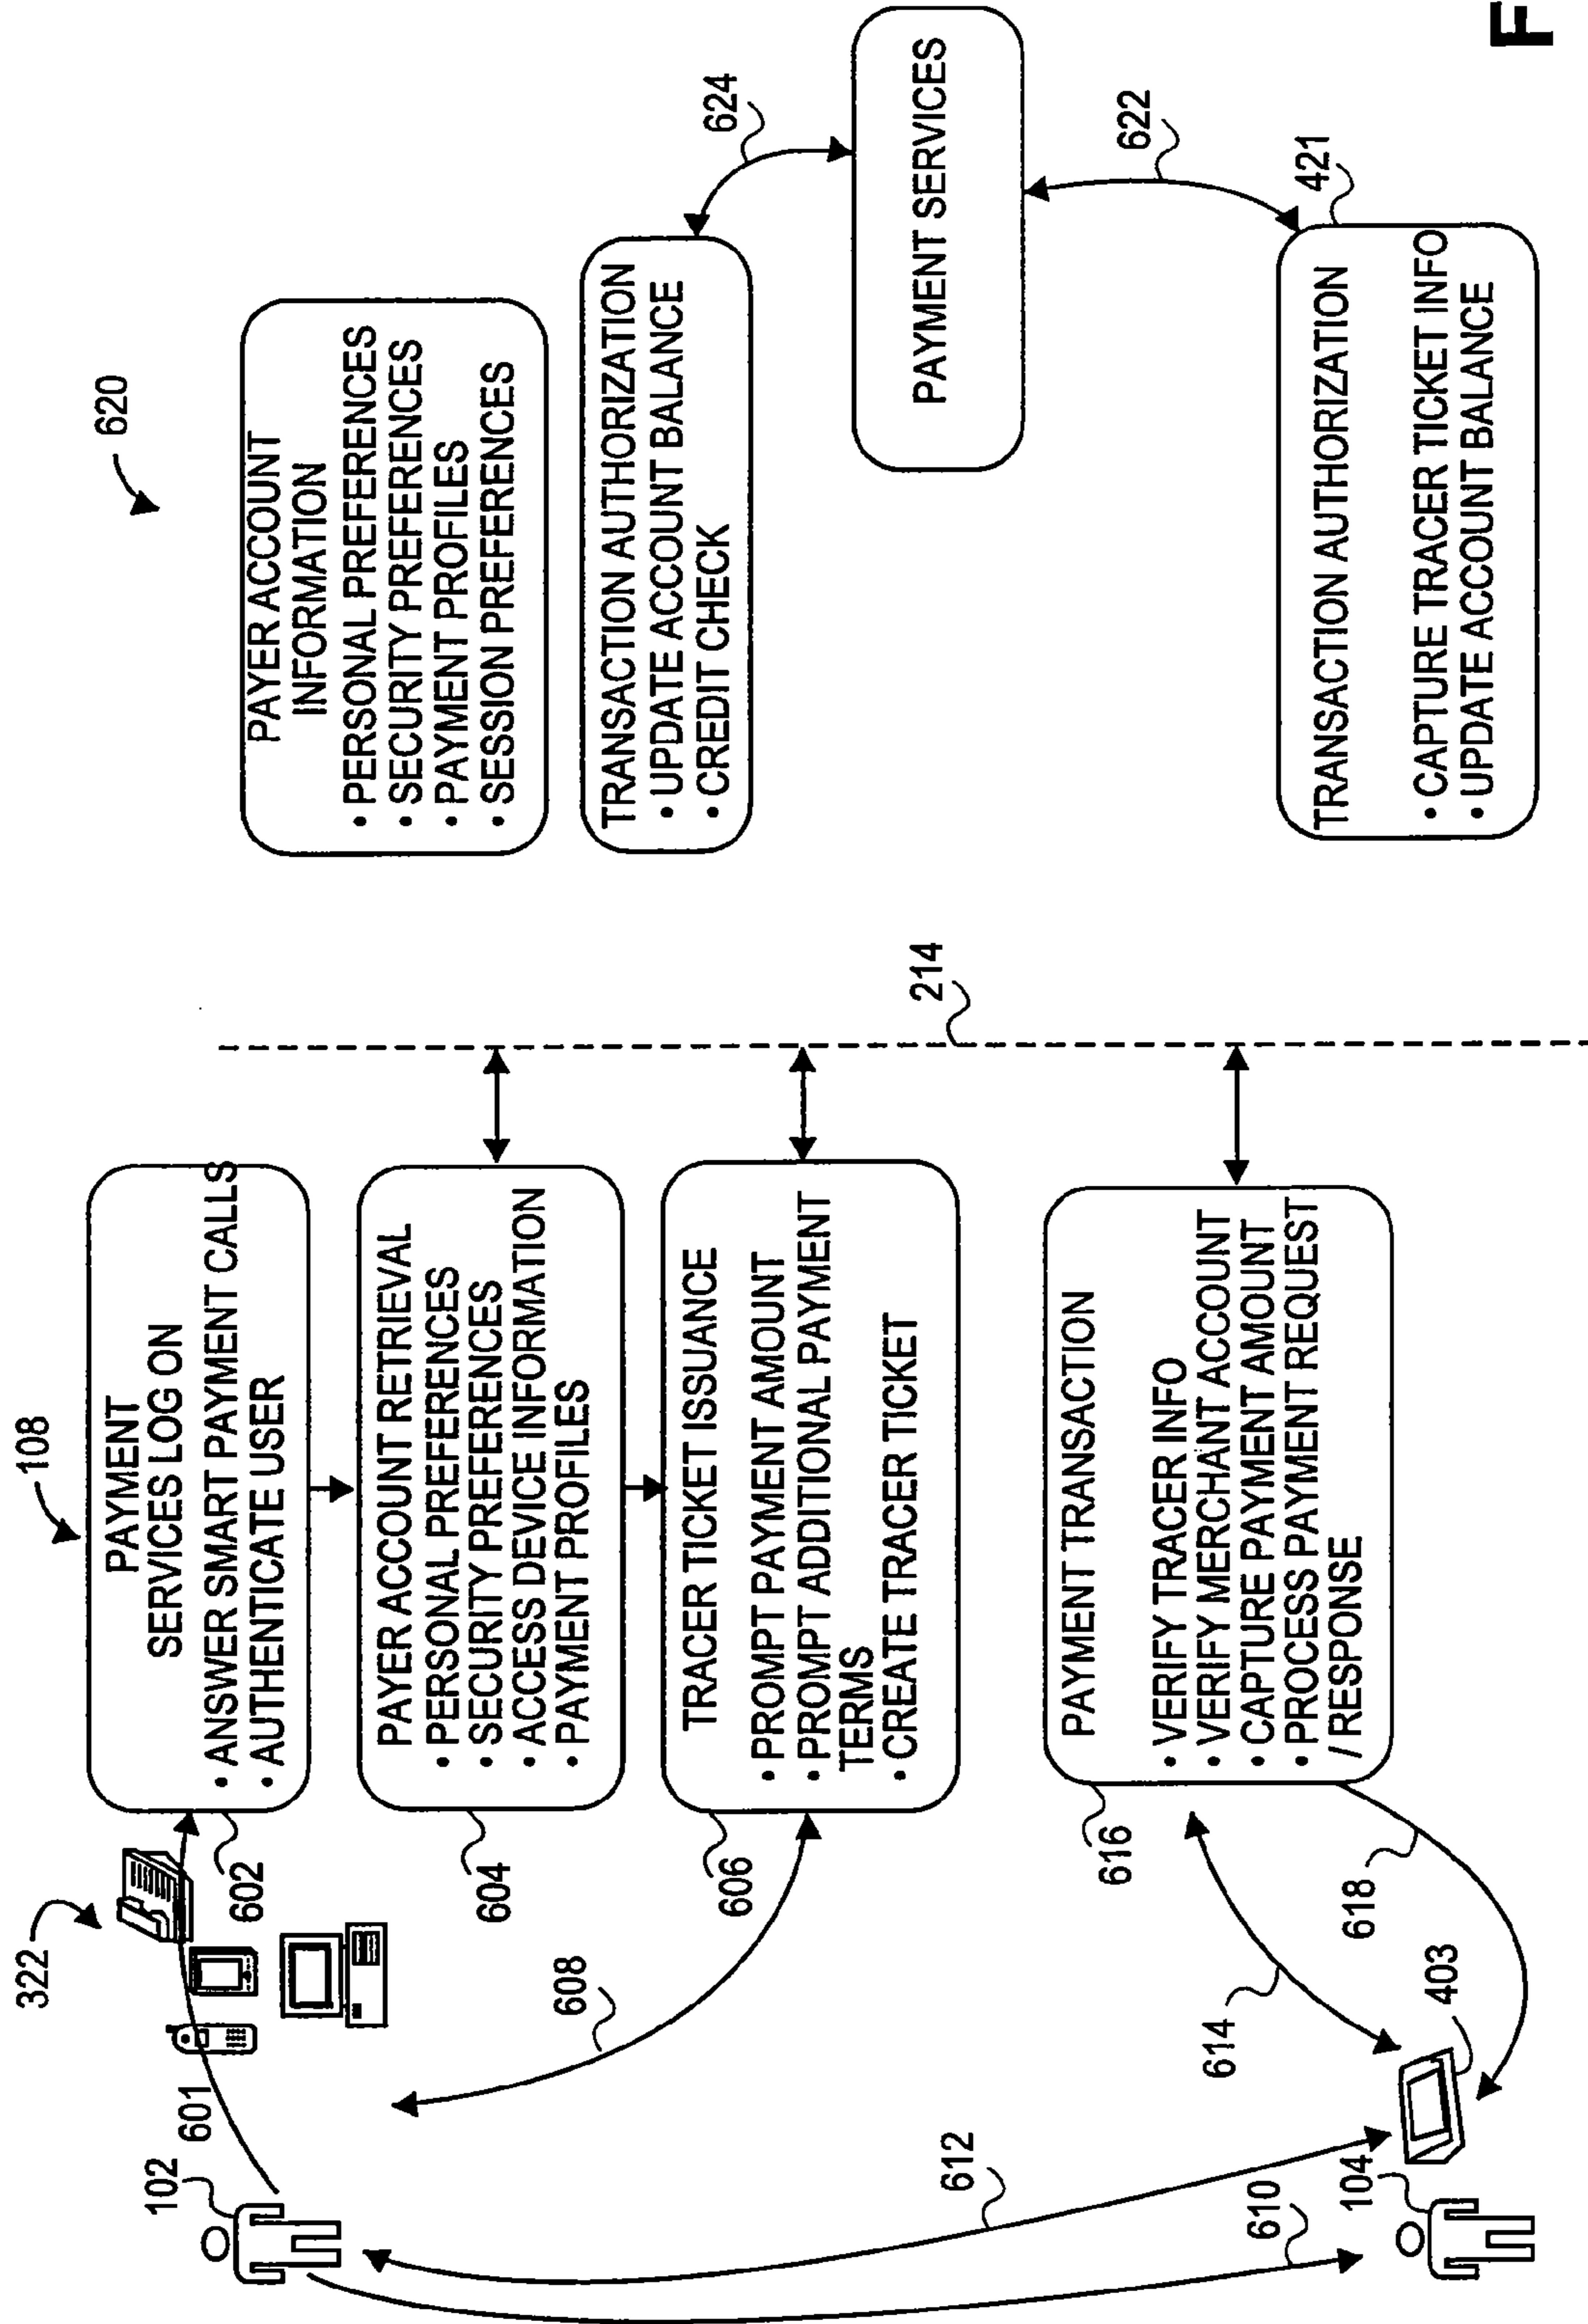 108
322
PAYMENT
SERVICES LOG ON
• ANSWER SMART PAYMENT CALLS
• AUTHENTICATE USER
102
601
602
PAYER ACCOUNT RETRIEVAL
• PERSONAL PREFERENCES
• SECURITY PREFERENCES
• ACCESS DEVICE INFORMATION
• PAYMENT PROFILES
604
TRACER TICKET ISSUANCE
• PROMPT PAYMENT AMOUNT
• PROMPT ADDITIONAL PAYMENT
TERMS
• CREATE TRACER TICKET
606
608
612
610
PAYMENT TRANSACTION
• VERIFY TRACER INFO
• VERIFY MERCHANT ACCOUNT
• CAPTURE PAYMENT AMOUNT
• PROCESS PAYMENT REQUEST
/ RESPONSE
616
614
618
403
104
214
620
PAYER ACCOUNT
INFORMATION
• PERSONAL PREFERENCES
• SECURITY PREFERENCES
• PAYMENT PROFILES
• SESSION PREFERENCES
TRANSACTION AUTHORIZATION
• UPDATE ACCOUNT BALANCE
• CREDIT CHECK
624
PAYMENT SERVICES
622
421
TRANSACTION AUTHORIZATION
• CAPTURE TRACER TICKET INFO
• UPDATE ACCOUNT BALANCE
F